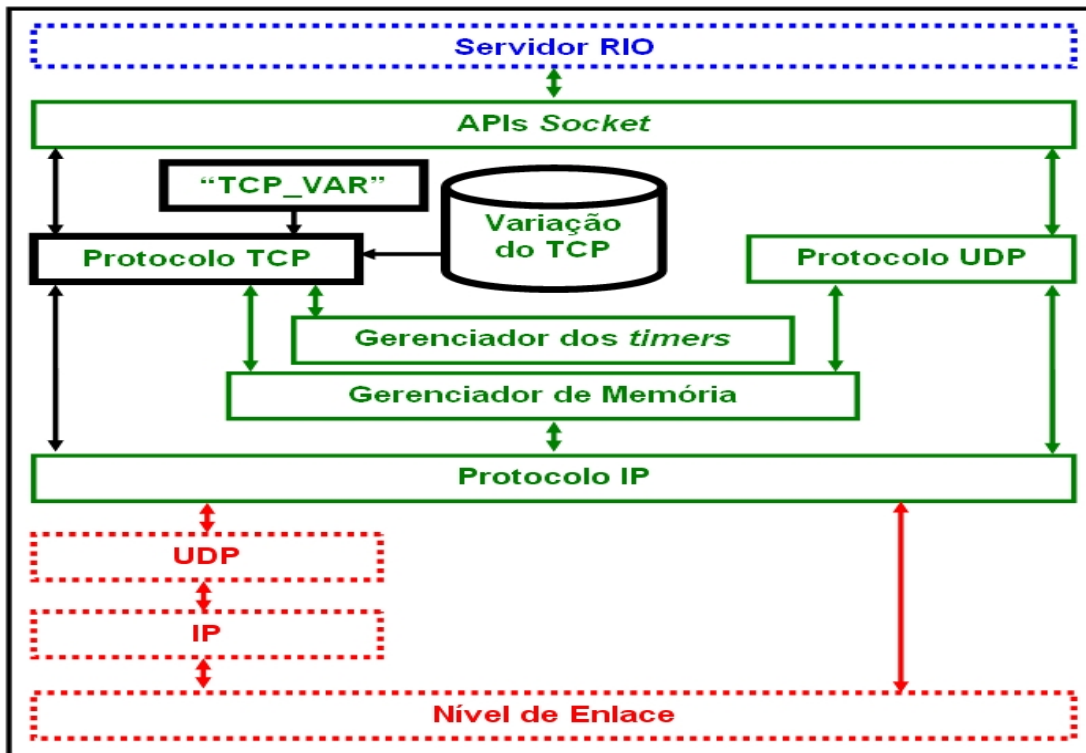 Servidor RIO
APIs Socket
“TCP_VAR”
Variação
do TCP
Protocolo TCP
Protocolo UDP
Gerenciador dos timers
Gerenciador de Memória
Protocolo IP
UDP
IP
Nível de Enlace